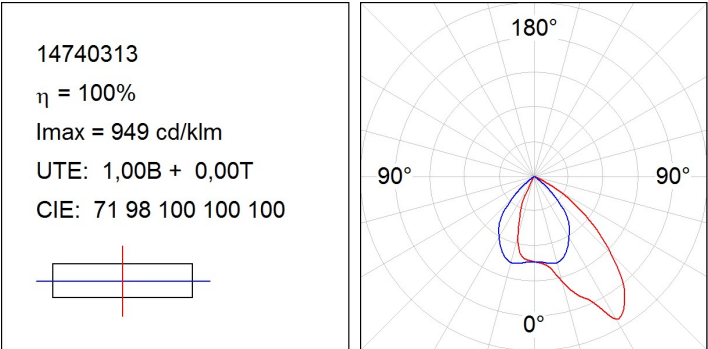 14740313
η = 100%
Imax = 949 cd/klm
UTE: 1,00B + 0,00T
CIE: 71 98 100 100 100
180°
90° 90°
0°